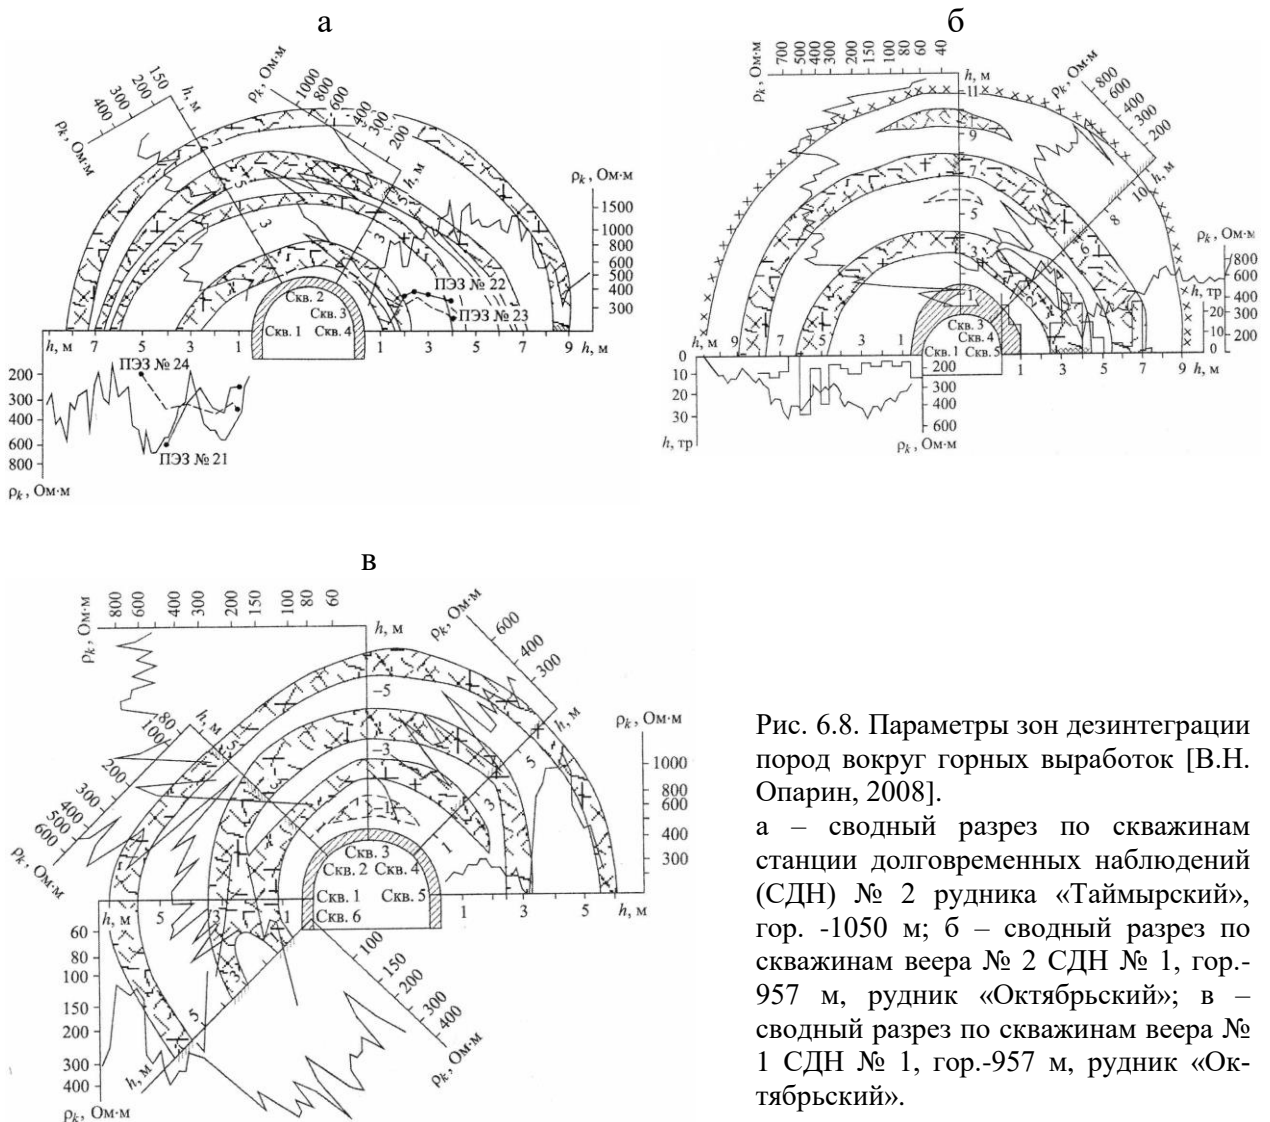 а
б
150
200
300
400
h, м
ρk, Ом·м
ρk, Ом·м
1000
800
600
400
300
200
h, м
5
3
5
3
ρk, Ом·м
1500
1000
800
600
500
400
300
ПЭЗ № 22
ПЭЗ № 23
Скв. 2
Скв. 3
Скв. 1
Скв. 4
h, м
7
5
3
1
1
3
5
7
9
h, м
ПЭЗ № 24
ПЭЗ № 21
200
300
400
600
800
ρk, Ом·м
700
500
400
300
200
150
100
80
60
40
ρk, Ом·м
h, м
11
9
7
5
3
1
ρk, Ом·м
800
600
400
300
200
h, м
10
8
6
4
ρk, Ом·м
800
600
400
300
200
h, тр
20
10
0
Скв. 3
Скв. 4
Скв. 1
Скв. 5
h, м
9
7
5
3
1
1
3
5
7
9
h, м
0
10
20
30
h, тр
200
300
400
600
ρk, Ом·м
в
800
600
400
300
200
150
100
80
60
ρk, Ом·м
h, м
–5
–3
–1
ρk, Ом·м
600
400
300
h, м
5
3
1
80
100
200
300
400
500
600
ρk, Ом·м
h, м
5
3
ρk, Ом·м
1000
800
600
400
300
Скв. 3
Скв. 2
Скв. 4
Скв. 1
Скв. 5
Скв. 6
h, м
5
3
1
1
3
5
h, м
60
80
100
150
200
300
400
ρk, Ом·м
1
3
5
h, м
100
150
200
300
400
ρk, Ом·м
Рис. 6.8. Параметры зон дезинтеграции
пород вокруг горных выработок [В.Н.
Опарин, 2008].
а – сводный разрез по скважинам
станции долговременных наблюдений
(СДН) № 2 рудника «Таймырский»,
гор. -1050 м; б – сводный разрез по
скважинам веера № 2 СДН № 1, гор.-
957 м, рудник «Октябрьский»; в –
сводный разрез по скважинам веера №
1 СДН № 1, гор.-957 м, рудник «Ок-
тябрьский».